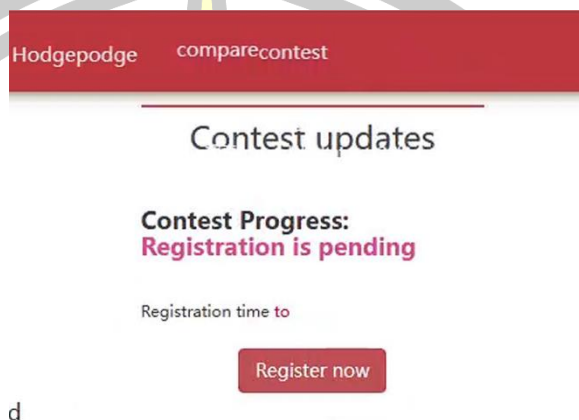 Hodgepodge comparecontest
Contest updates
Contest Progress:
Registration is pending
Registration time to
Register now
d